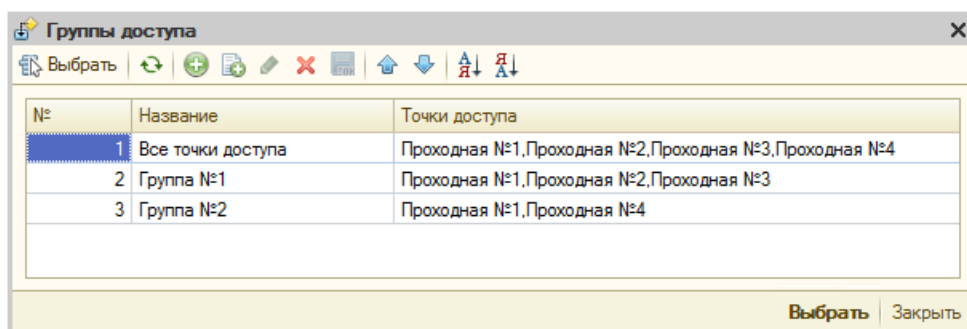 Группы доступа
Выбрать
№ Название Точки доступа
1 Все точки доступа Проходная №1,Проходная №2,Проходная №3,Проходная №4
2 Группа №1 Проходная №1,Проходная №2,Проходная №3
3 Группа №2 Проходная №1,Проходная №4
Выбрать Закрыть